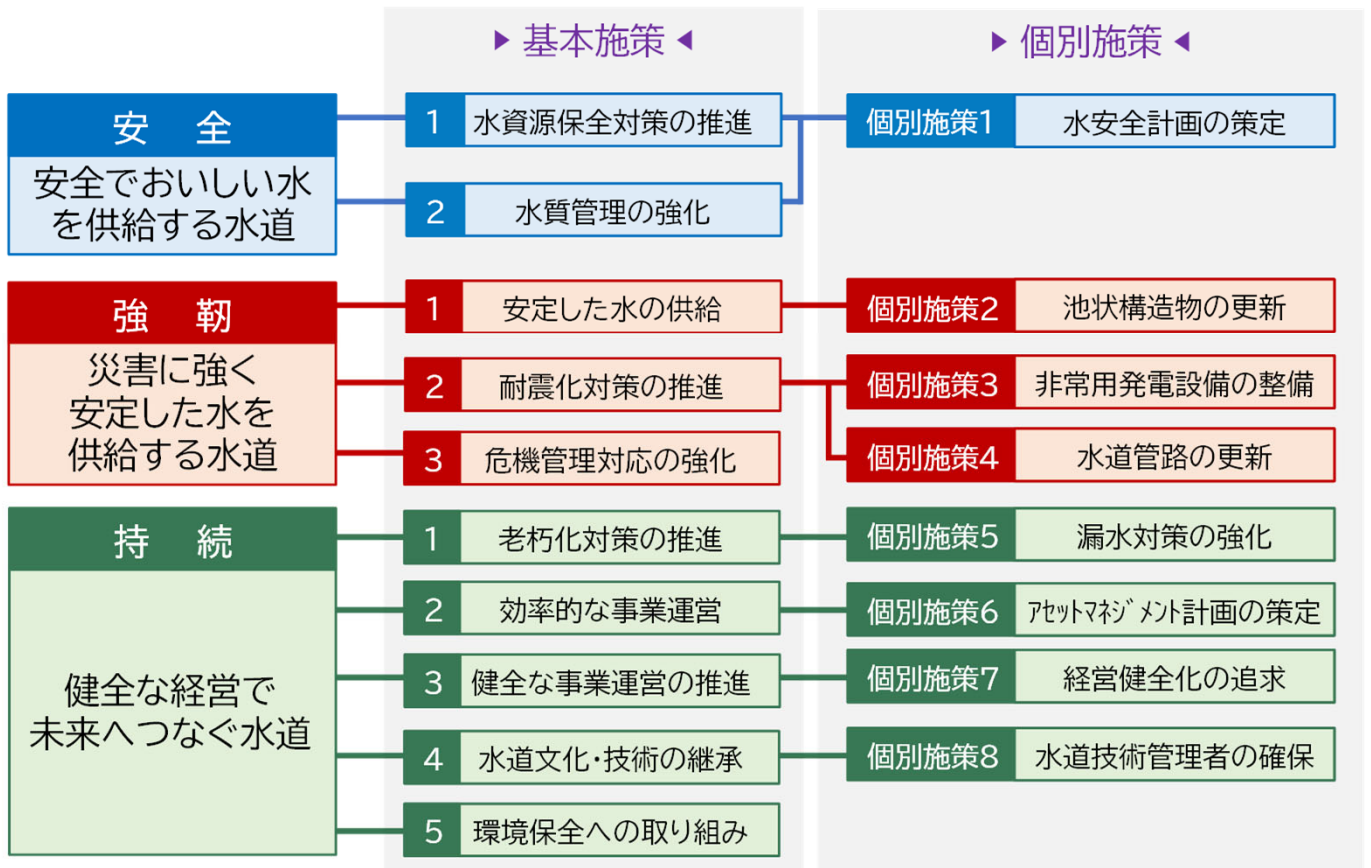 ▶ 基本施策 ◀
▶ 個別施策 ◀
安 全
安全でおいしい水
を供給する水道
1 水資源保全対策の推進
個別施策1 水安全計画の策定
2 水質管理の強化
強 靭
災害に強く
安定した水を
供給する水道
1 安定した水の供給
個別施策2 池状構造物の更新
2 耐震化対策の推進
個別施策3 非常用発電設備の整備
3 危機管理対応の強化
個別施策4 水道管路の更新
持 続
健全な経営で
未来へつなぐ水道
1 老朽化対策の推進
個別施策5 漏水対策の強化
2 効率的な事業運営
個別施策6 ｱｾｯﾄﾏﾈｼﾞﾒﾝﾄ計画の策定
3 健全な事業運営の推進
個別施策7 経営健全化の追求
4 水道文化・技術の継承
個別施策8 水道技術管理者の確保
5 環境保全への取り組み